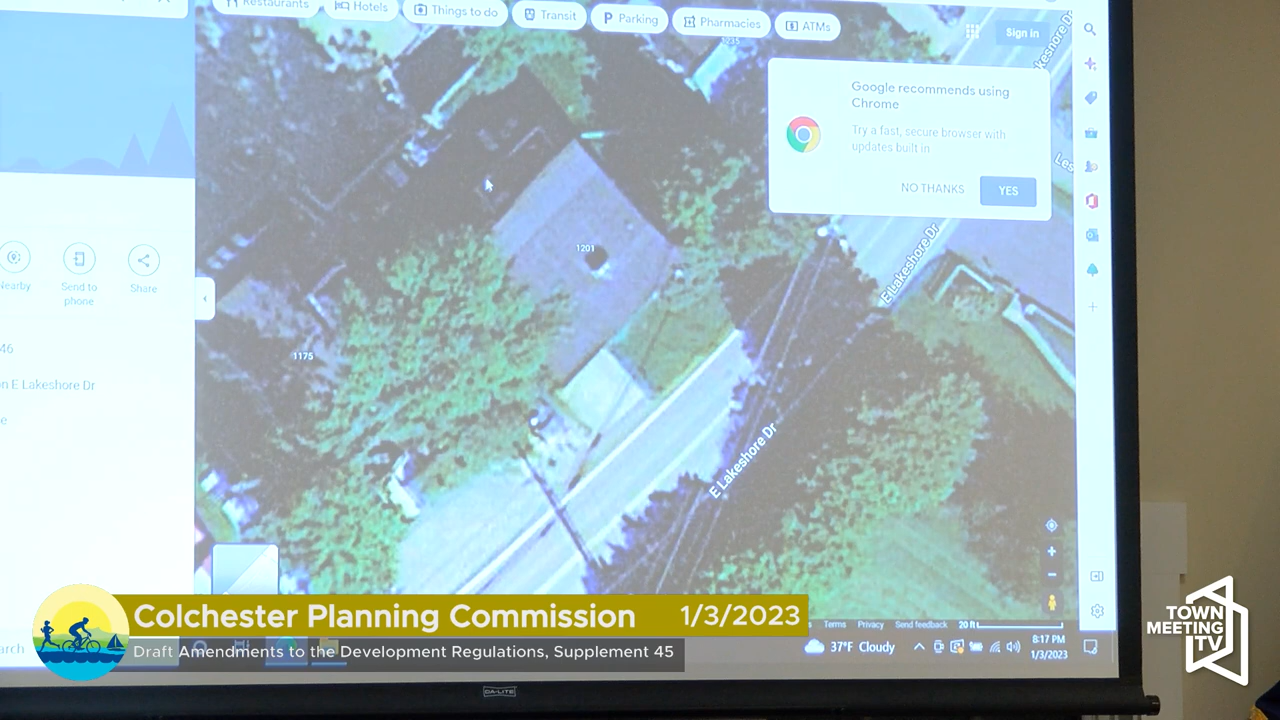 Restaurants
Hotels
Things to do
Transit
Parking
Pharmacies
ATMs
Sign in
Google recommends using
Chrome
Try a fast, secure browser with
updates built in
NO THANKS
YES
1235
E Lakeshore Dr
1201
1175
E Lakeshore Dr
Nearby
Send to
phone
Share
46
n E Lakeshore Dr
Terms
Privacy
Send feedback
20 ft
37°F Cloudy
8:17 PM
1/3/2023
Colchester Planning Commission
1/3/2023
Draft Amendments to the Development Regulations, Supplement 45
TOWN
MEETING
TV
DA-LITE